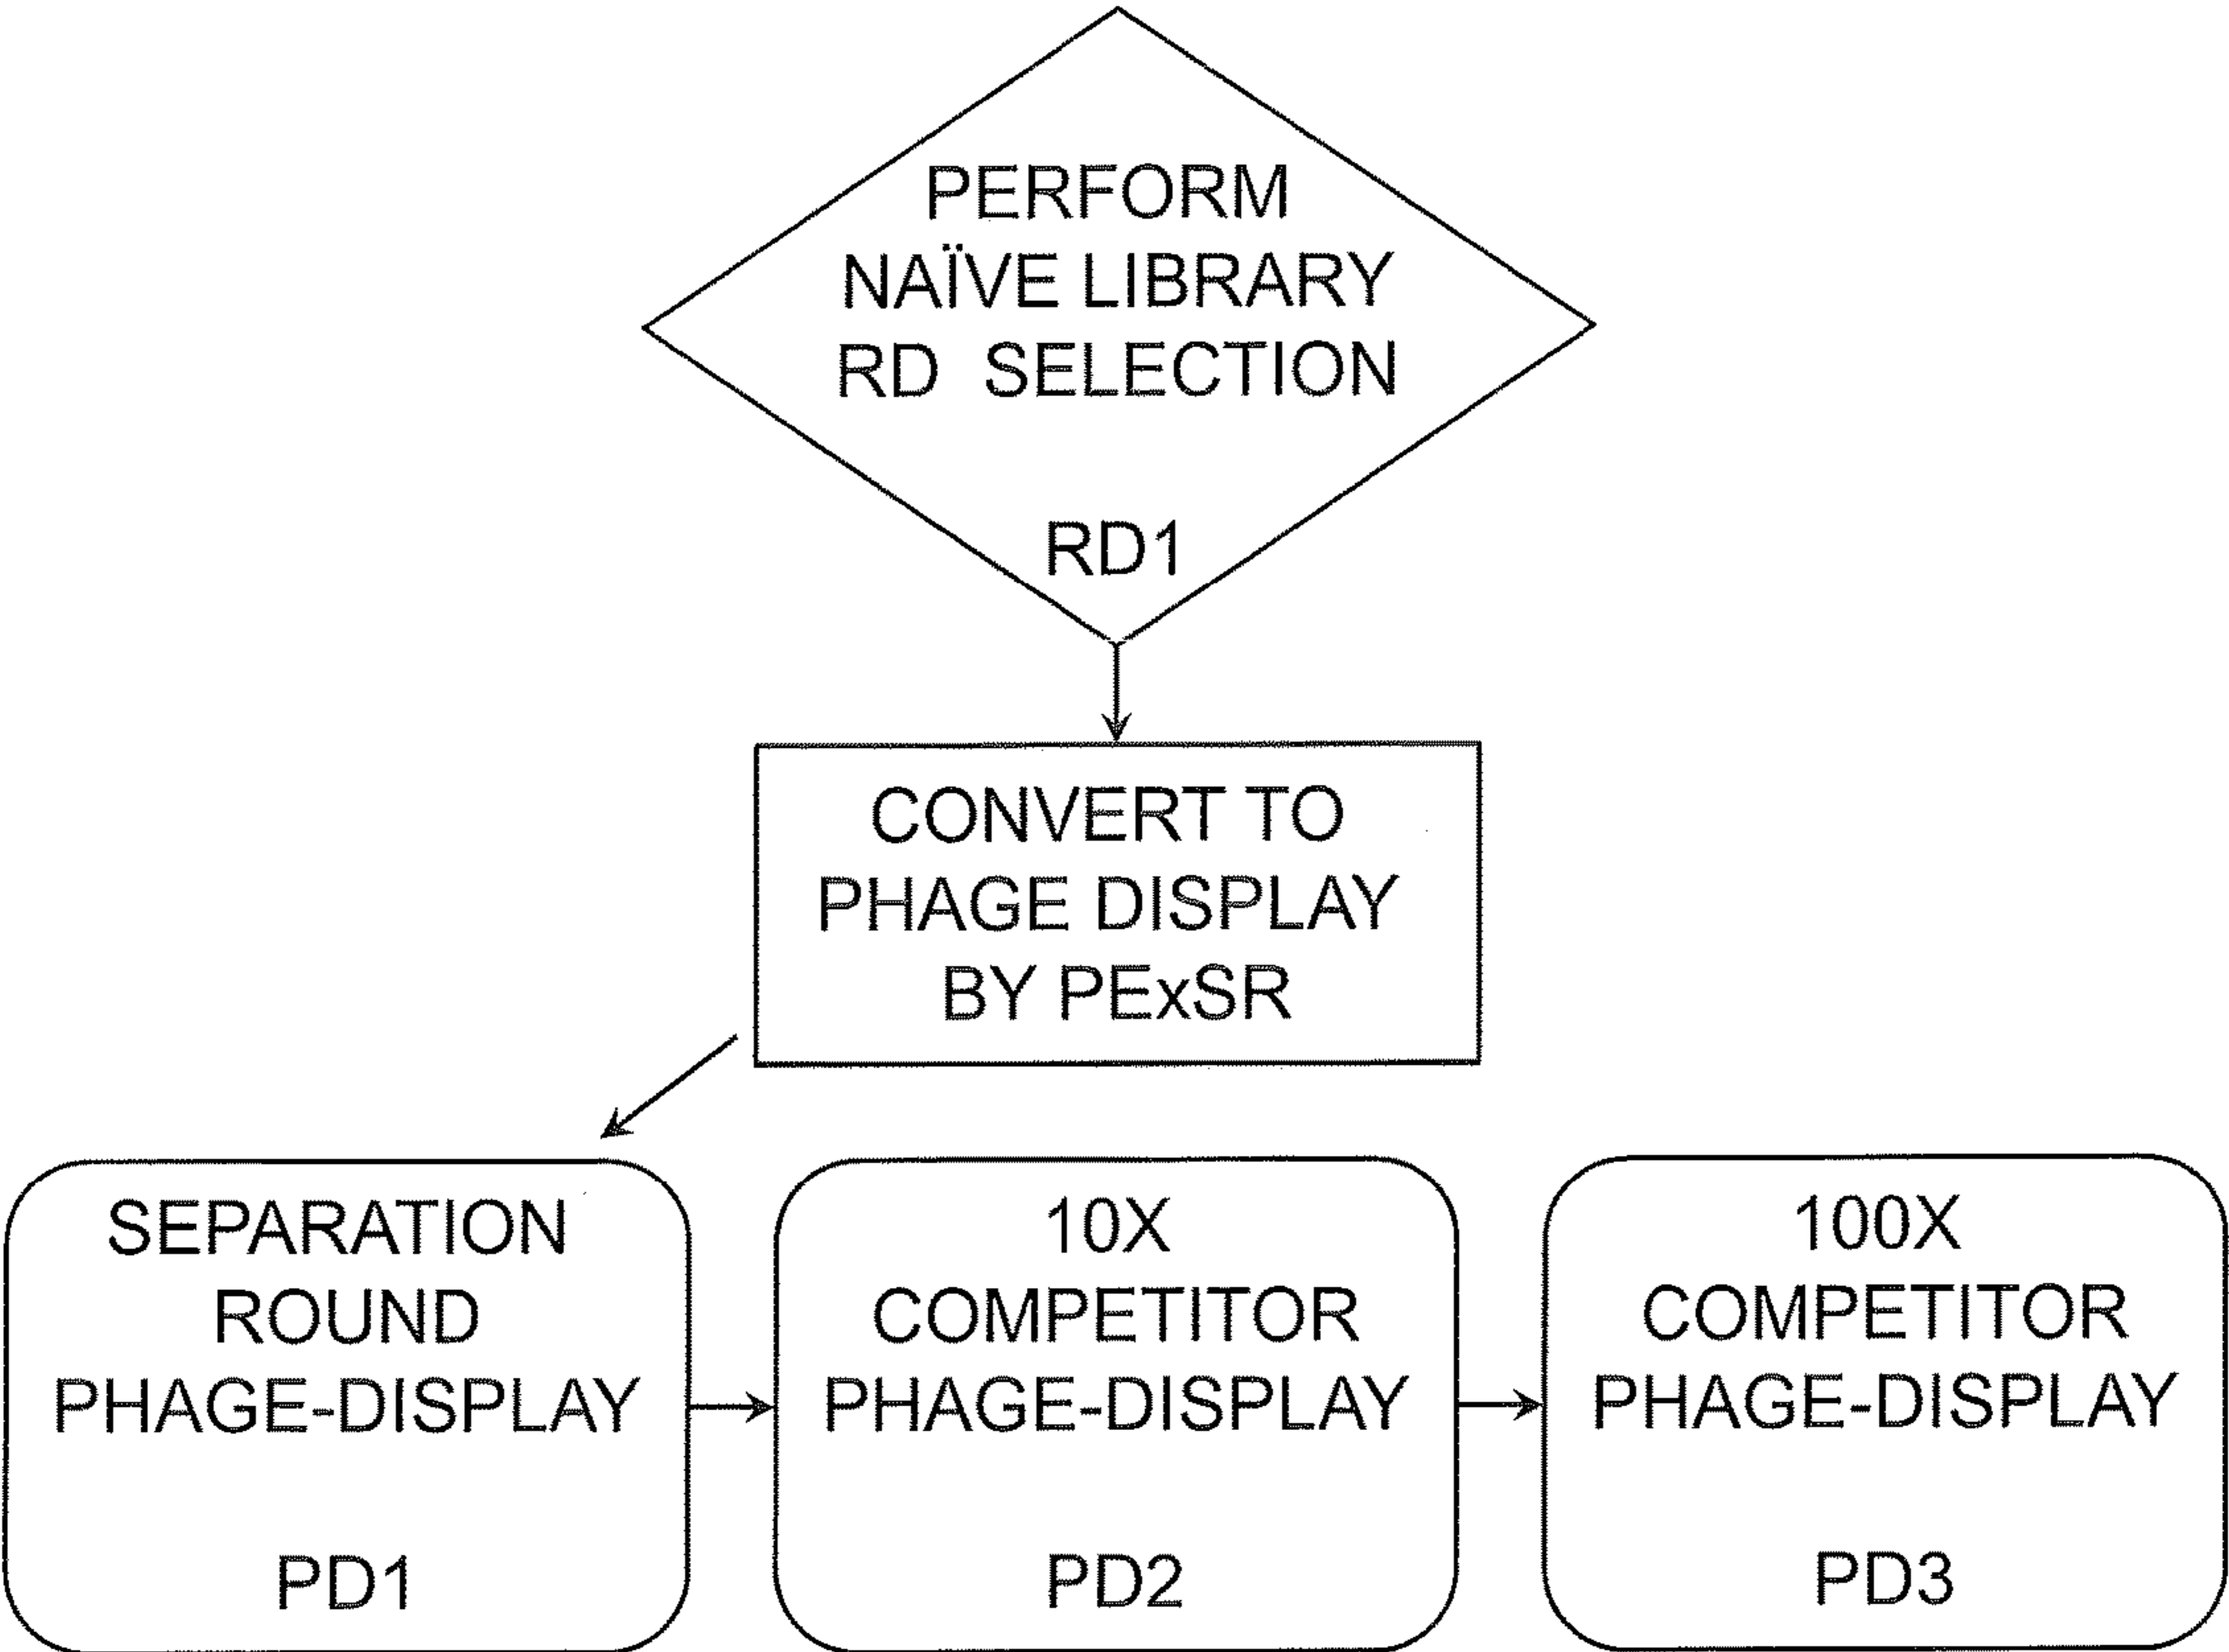 PERFORM
NAÏVE LIBRARY
RD SELECTION
RD1
CONVERT TO
PHAGE DISPLAY
BY PExSR
SEPARATION
ROUND
PHAGE-DISPLAY
PD1
10X
COMPETITOR
PHAGE-DISPLAY
PD2
100X
COMPETITOR
PHAGE-DISPLAY
PD3